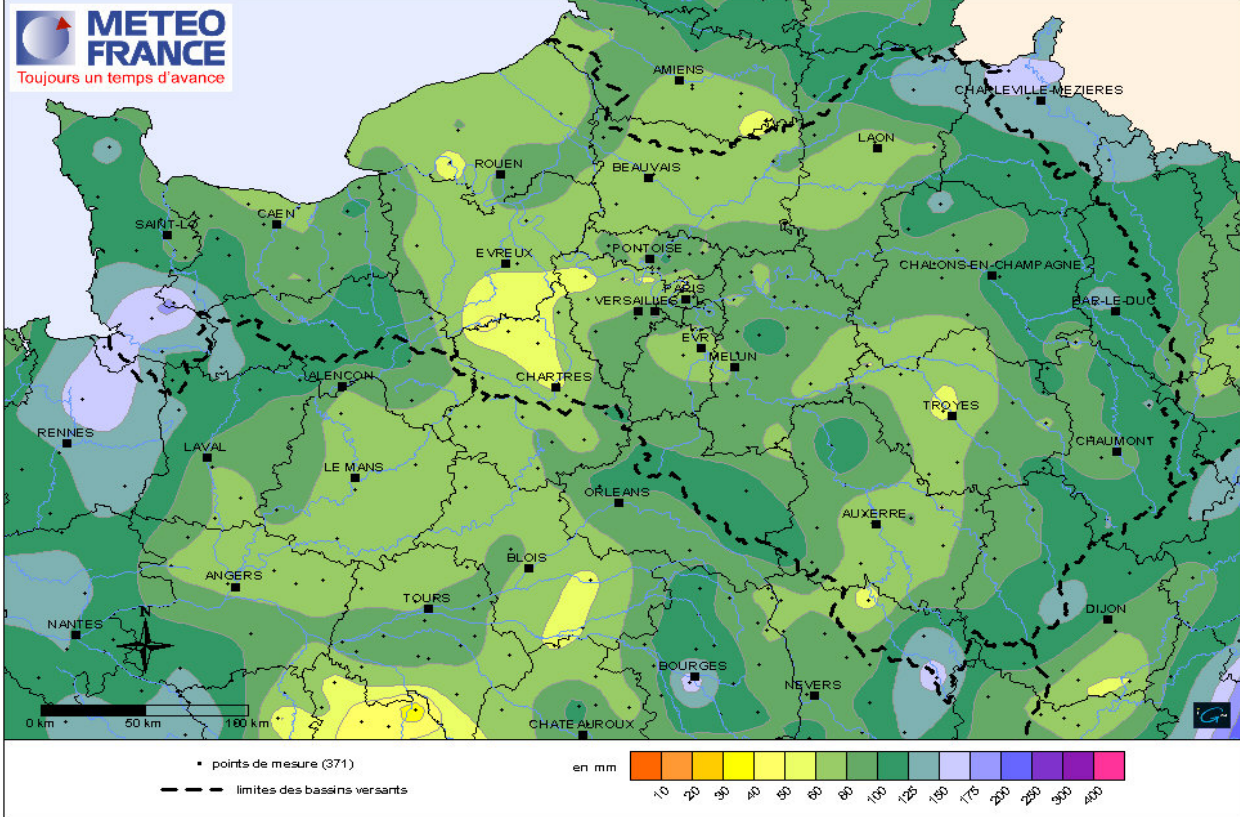 METEO
FRANCE
Toujours un temps d'avance
AMIENS
CHARLEVILLE-MEZIERES
LAON
ROUEN
BEAUVAIS
CAEN
SAINT-LO
EVREUX
PONTOISE
CHALONS-EN-CHAMPAGNE
PARIS
VERSAILLES
BAR-LE-DUC
EVRY
MELUN
ALENCON
CHARTRES
TROYES
RENNES
LAVAL
CHAUMONT
LE MANS
ORLEANS
AUXERRE
BLOIS
ANGERS
TOURS
DIJON
N
NANTES
BOURGES
NEVERS
0 km 50 km 100 km
CHATEAUROUX
points de mesure (371)
en mm
limites des bassins versants
10 20 30 40 50 60 80 100 125 150 175 200 250 300 400